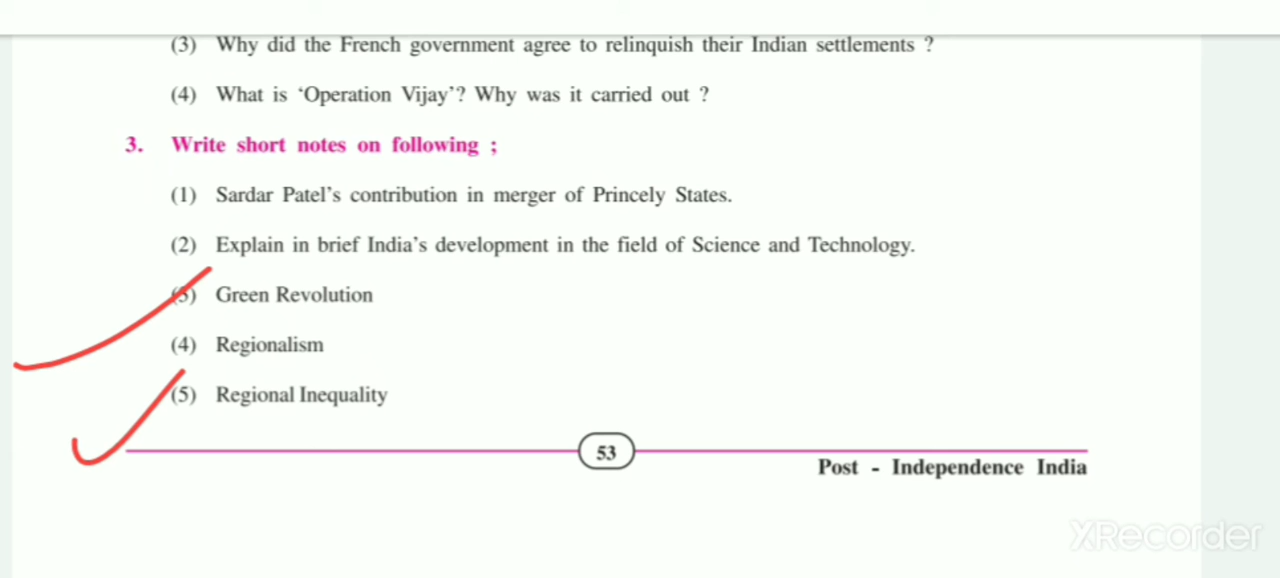 (3) Why did the French government agree to relinquish their Indian settlements ?
(4) What is ‘Operation Vijay’? Why was it carried out ?
3. Write short notes on following ;
(1) Sardar Patel’s contribution in merger of Princely States.
(2) Explain in brief India’s development in the field of Science and Technology.
(3) Green Revolution
(4) Regionalism
(5) Regional Inequality
53
Post - Independence India
XRecorder